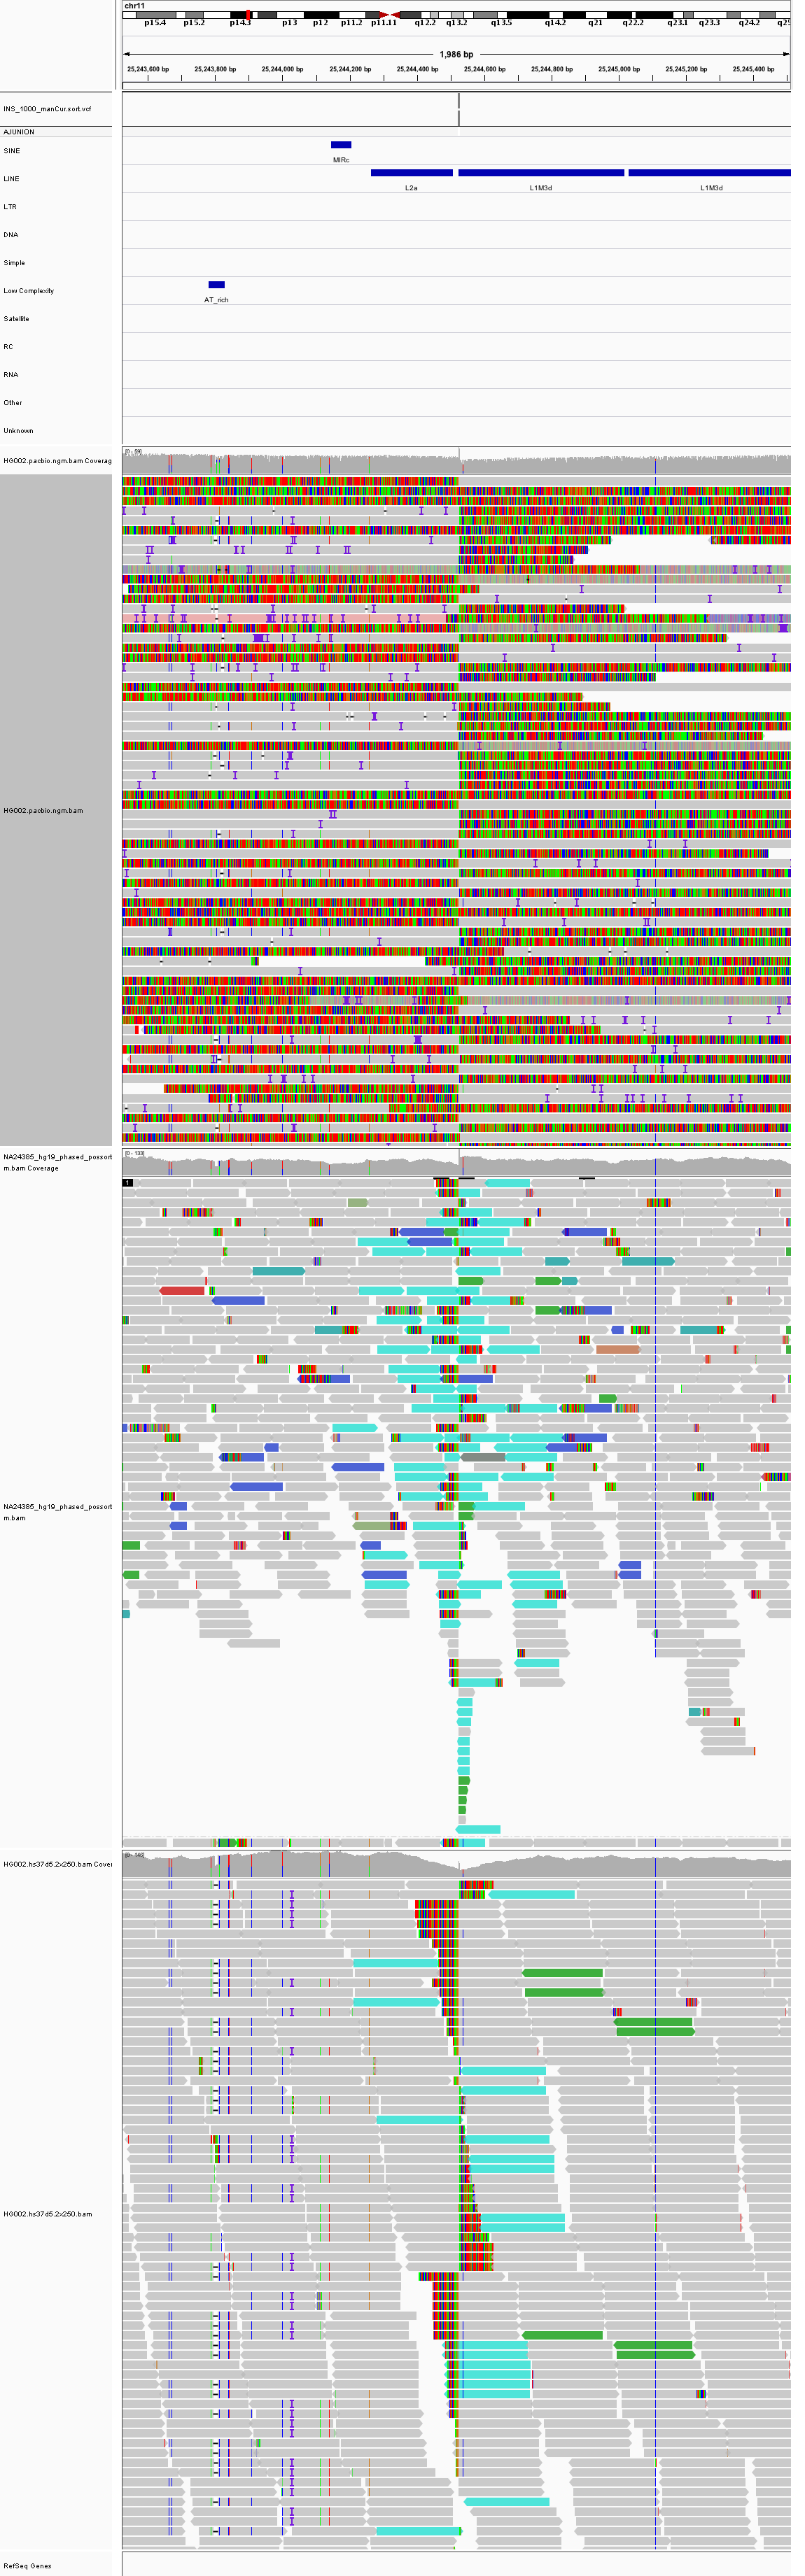 chr11
p15.4 p15.2 p14.3 p13 p12 p11.2 p11.11 q12.2 q13.2 q13.5 q14.2 q21 q22.2 q23.1 q23.3 q24.2 q25
1,986 bp
25,243,600 bp 25,243,800 bp 25,244,000 bp 25,244,200 bp 25,244,400 bp 25,244,600 bp 25,244,800 bp 25,245,000 bp 25,245,200 bp 25,245,400 bp
INS_1000_manCur.sort.vcf
AJUNION
SINE
MIRc
LINE
L2a L1M3d L1M3d
LTR
DNA
Simple
Low Complexity
AT_rich
Satellite
RC
RNA
Other
Unknown
HG002.pacbio.ngm.bam Coverag
[0 - 59]
HG002.pacbio.ngm.bam
NA24385_hg19_phased_possort
m.bam Coverage
[0 - 133]
1
NA24385_hg19_phased_possort
m.bam
HG002.hs37d5.2x250.bam Cover
HG002.hs37d5.2x250.bam
RefSeq Genes